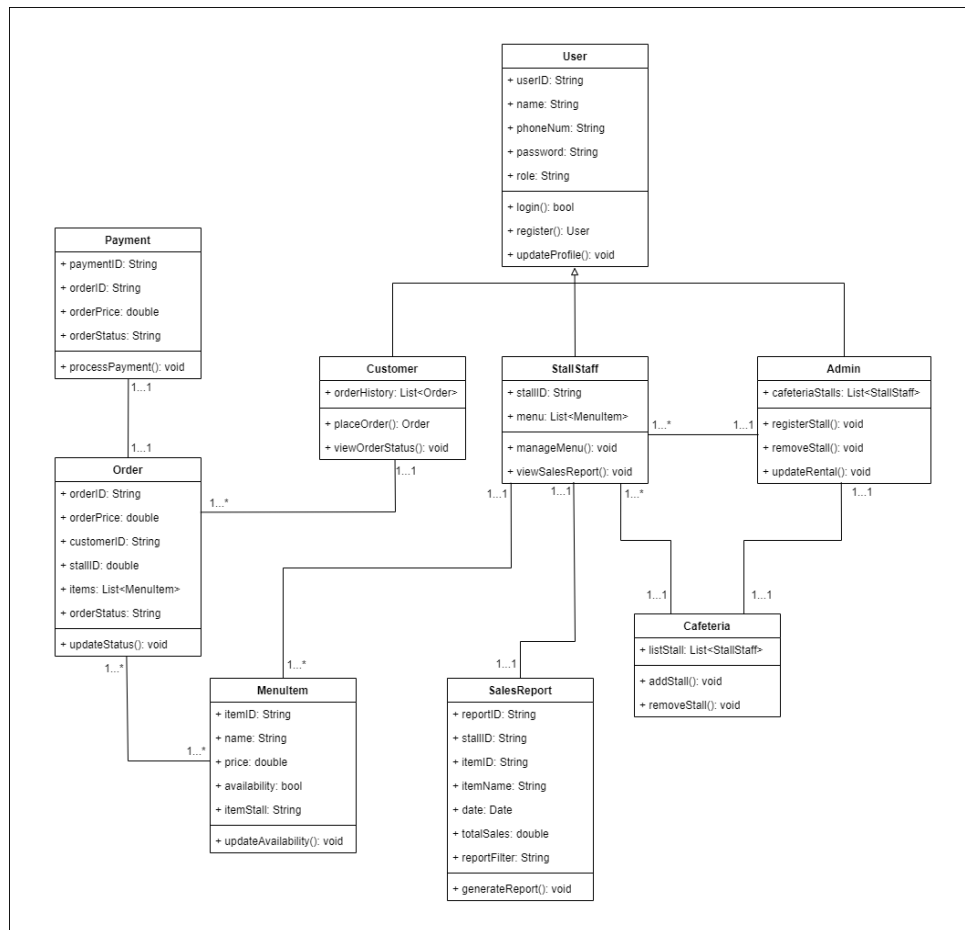 User
+ userID: String
+ name: String
+ phoneNum: String
+ password: String
+ role: String
+ login(): bool
+ register(): User
+ updateProfile(): void
Payment
+ paymentID: String
+ orderID: String
+ orderPrice: double
+ orderStatus: String
+ processPayment(): void
1...1
1...1
Customer
+ orderHistory: List<Order>
+ placeOrder(): Order
+ viewOrderStatus(): void
1...1
1...*
StallStaff
+ stallID: String
+ menu: List<MenuItem>
+ manageMenu(): void
+ viewSalesReport(): void
1...*
1...1
Admin
+ cafeteriaStalls: List<StallStaff>
+ registerStall(): void
+ removeStall(): void
+ updateRental(): void
1...1
1...1
1...*
1...1
Order
+ orderID: String
+ orderPrice: double
+ customerID: String
+ stallID: double
+ items: List<MenuItem>
+ orderStatus: String
+ updateStatus(): void
1...*
1...*
1...*
1...1
1...1
1...1
MenuItem
+ itemID: String
+ name: String
+ price: double
+ availability: bool
+ itemStall: String
+ updateAvailability(): void
SalesReport
+ reportID: String
+ stallID: String
+ itemID: String
+ itemName: String
+ date: Date
+ totalSales: double
+ reportFilter: String
+ generateReport(): void
Cafeteria
+ listStall: List<StallStaff>
+ addStall(): void
+ removeStall(): void